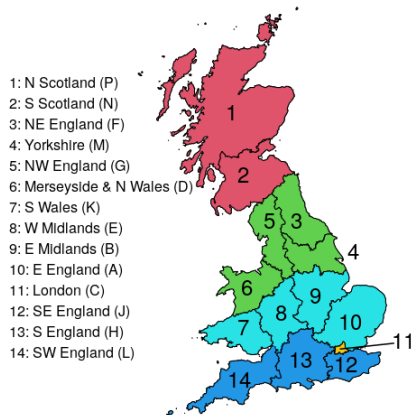 1: N Scotland (P)
2: S Scotland (N)
3: NE England (F)
4: Yorkshire (M)
5: NW England (G)
6: Merseyside & N Wales (D)
7: S Wales (K)
8: W Midlands (E)
9: E Midlands (B)
10: E England (A)
11: London (C)
12: SE England (J)
13: S England (H)
14: SW England (L)
1
2
5 3
4
6
9
8
10
7
11
13
12
14